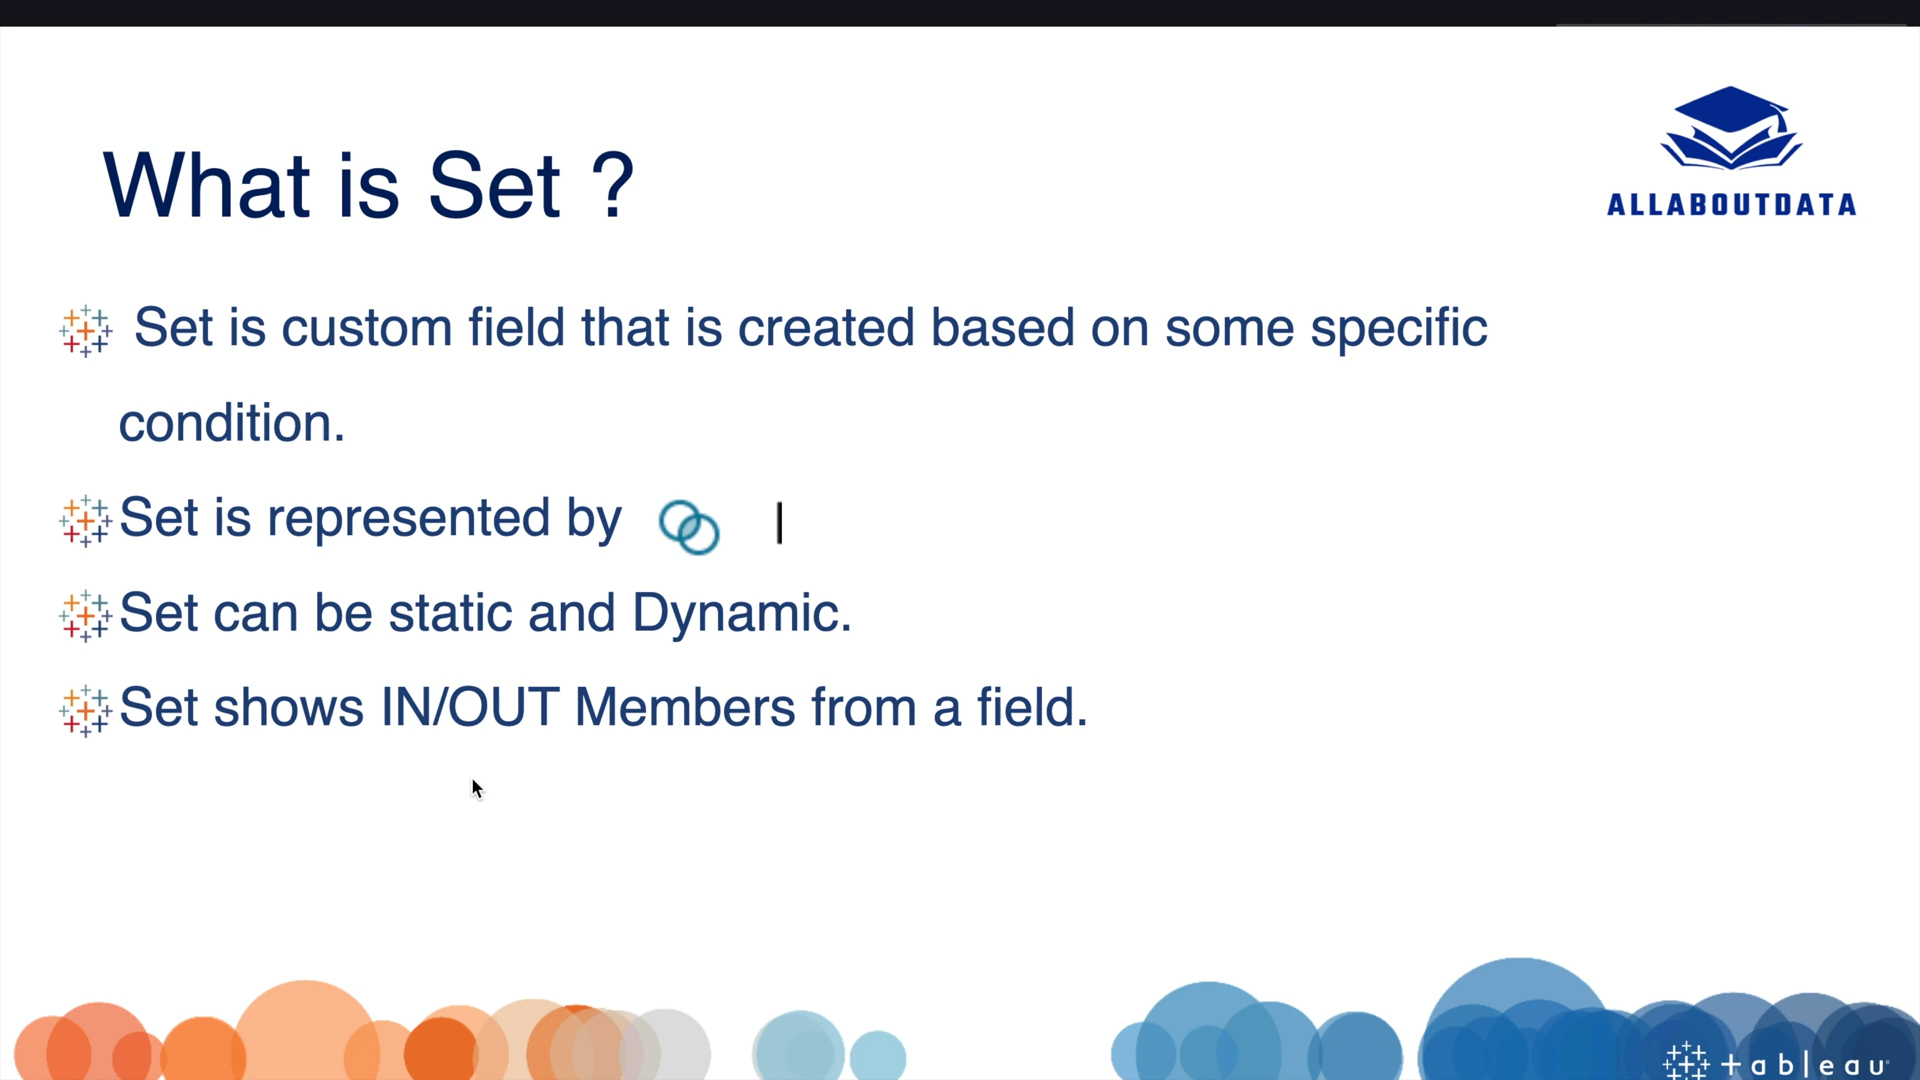 ALLABOUTDATA
What is Set ?
Set is custom field that is created based on some specific
condition.
Set is represented by
Set can be static and Dynamic.
Set shows IN/OUT Members from a field.
+ableau